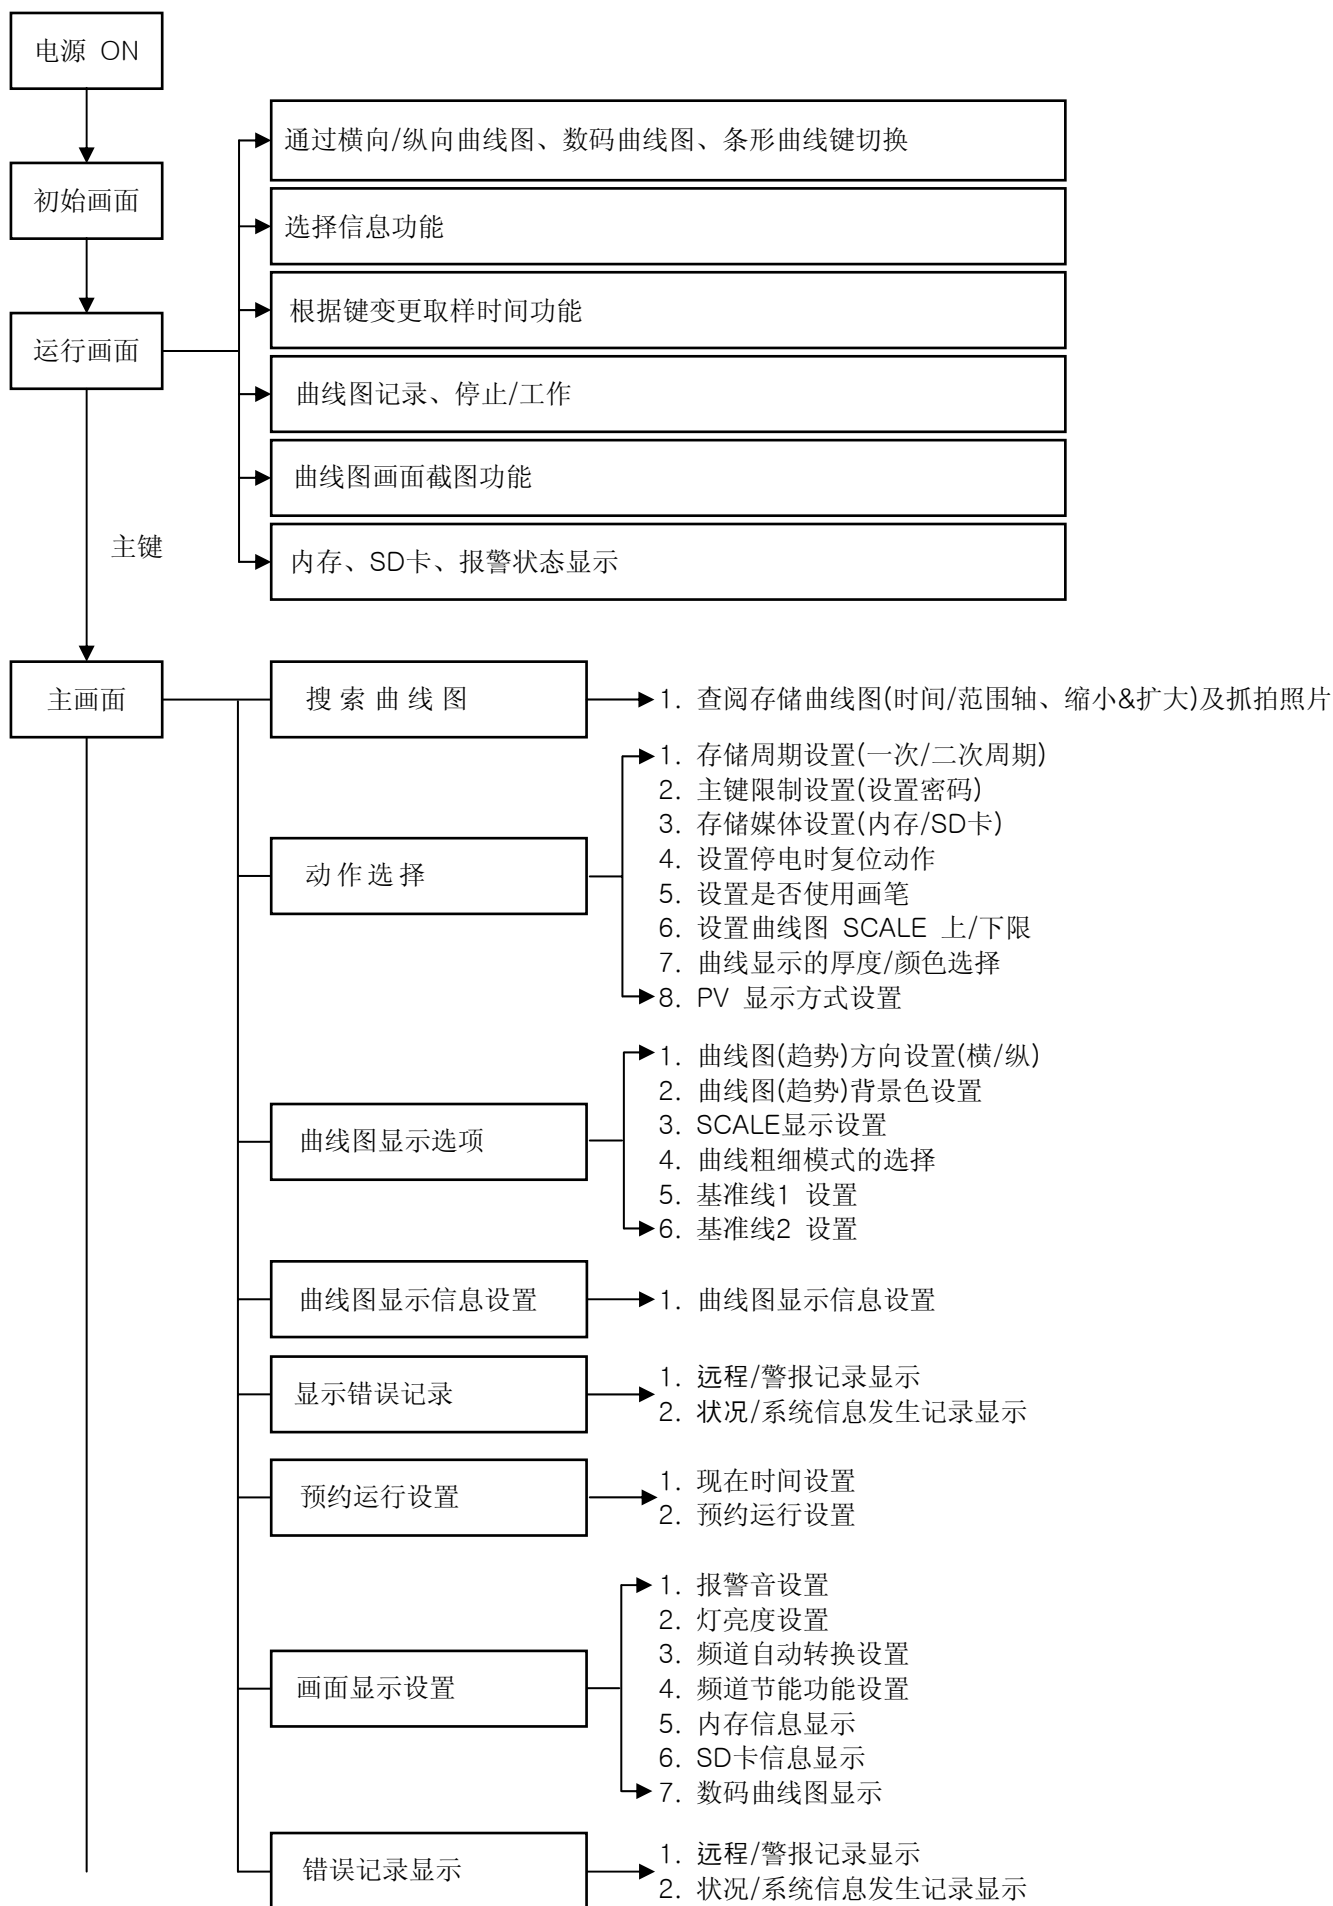 电源 ON
初始画面
运行画面
通过横向/纵向曲线图、数码曲线图、条形曲线键切换
选择信息功能
根据键变更取样时间功能
曲线图记录、停止/工作
曲线图画面截图功能
内存、SD卡、报警状态显示
主键
主画面
搜索曲线图
1. 查阅存储曲线图(时间/范围轴、缩小&扩大)及抓拍照片
动作选择
1. 存储周期设置(一次/二次周期)
2. 主键限制设置(设置密码)
3. 存储媒体设置(内存/SD卡)
4. 设置停电时复位动作
5. 设置是否使用画笔
6. 设置曲线图 SCALE 上/下限
7. 曲线显示的厚度/颜色选择
8. PV 显示方式设置
曲线图显示选项
1. 曲线图(趋势)方向设置(横/纵)
2. 曲线图(趋势)背景色设置
3. SCALE显示设置
4. 曲线粗细模式的选择
5. 基准线1 设置
6. 基准线2 设置
曲线图显示信息设置
1. 曲线图显示信息设置
显示错误记录
1. 远程/警报记录显示
2. 状况/系统信息发生记录显示
预约运行设置
1. 现在时间设置
2. 预约运行设置
画面显示设置
1. 报警音设置
2. 灯亮度设置
3. 频道自动转换设置
4. 频道节能功能设置
5. 内存信息显示
6. SD卡信息显示
7. 数码曲线图显示
错误记录显示
1. 远程/警报记录显示
2. 状况/系统信息发生记录显示